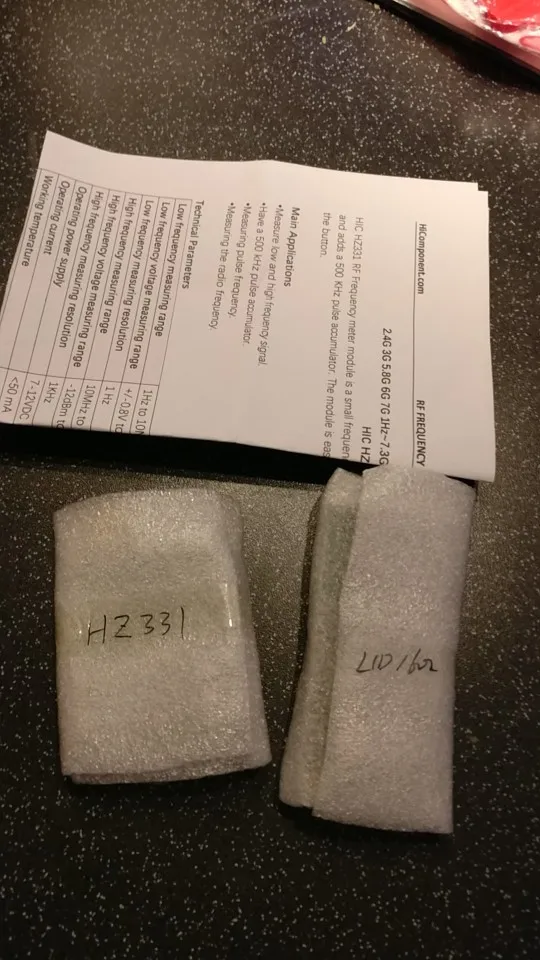 HiComponent.com RF FREQUENCY
2.4G 3G 5.8G 6G 7G 1Hz~7.3G
HIC HZ
HIC HZ331 RF Frequency meter module is a small frequen
and adds a 500 KHz pulse accumulator. The module is eas
the button.
Main Applications
•Measure low and high frequency signal.
•Have a 500 kHz pulse accumulator.
•Measuring pulse frequency.
•Measuring the radio frequency.
Technical Parameters
Low frequency measuring range 1Hz to 10M
Low frequency voltage measuring range +/-0.8V to
High frequency measuring resolution 1 Hz
High frequency voltage measuring range 10MHz to
High frequency measuring range -12dBm to
Operating measuring resolution 1KHz
Operating power supply 7-12VDC
Operating current <50 mA
Working temperature
HZ331
LID1602